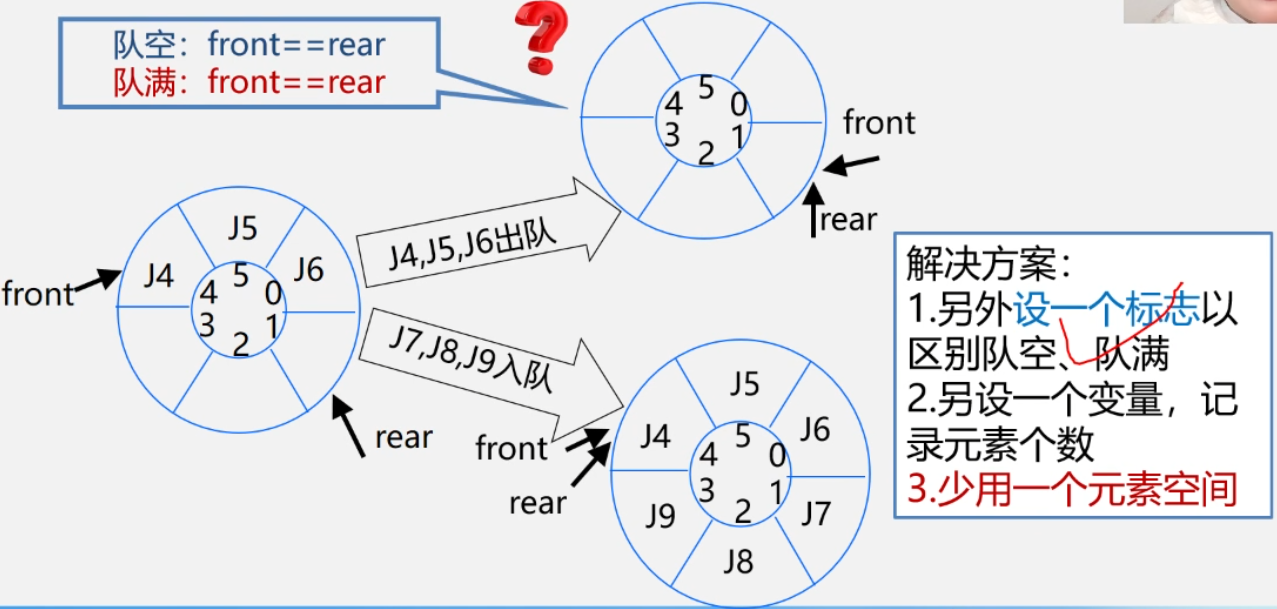 队空：front==rear
队满：front==rear
5
4
0
3
1
2
front
rear
J5
J4
J6
5
4
0
3
1
2
front
rear
J4,J5,J6出队
J7,J8,J9入队
J5
J4
J6
5
4
0
3
1
2
J9
J7
J8
front
rear
解决方案：
1.另外设一个标志以
区别队空、队满
2.另设一个变量，记
录元素个数
3.少用一个元素空间